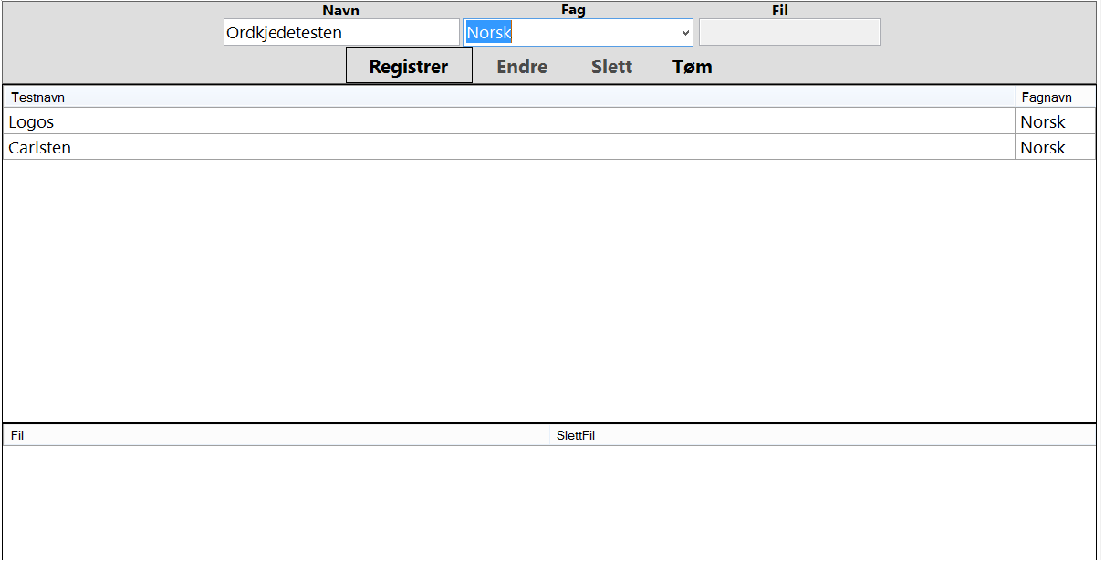 Navn Fag Fil
Ordkjedetesten Norsk
Registrer Endre Slett Tøm
Testnavn Fagnavn
Logos Norsk
Carlsten Norsk
Fil SlettFil